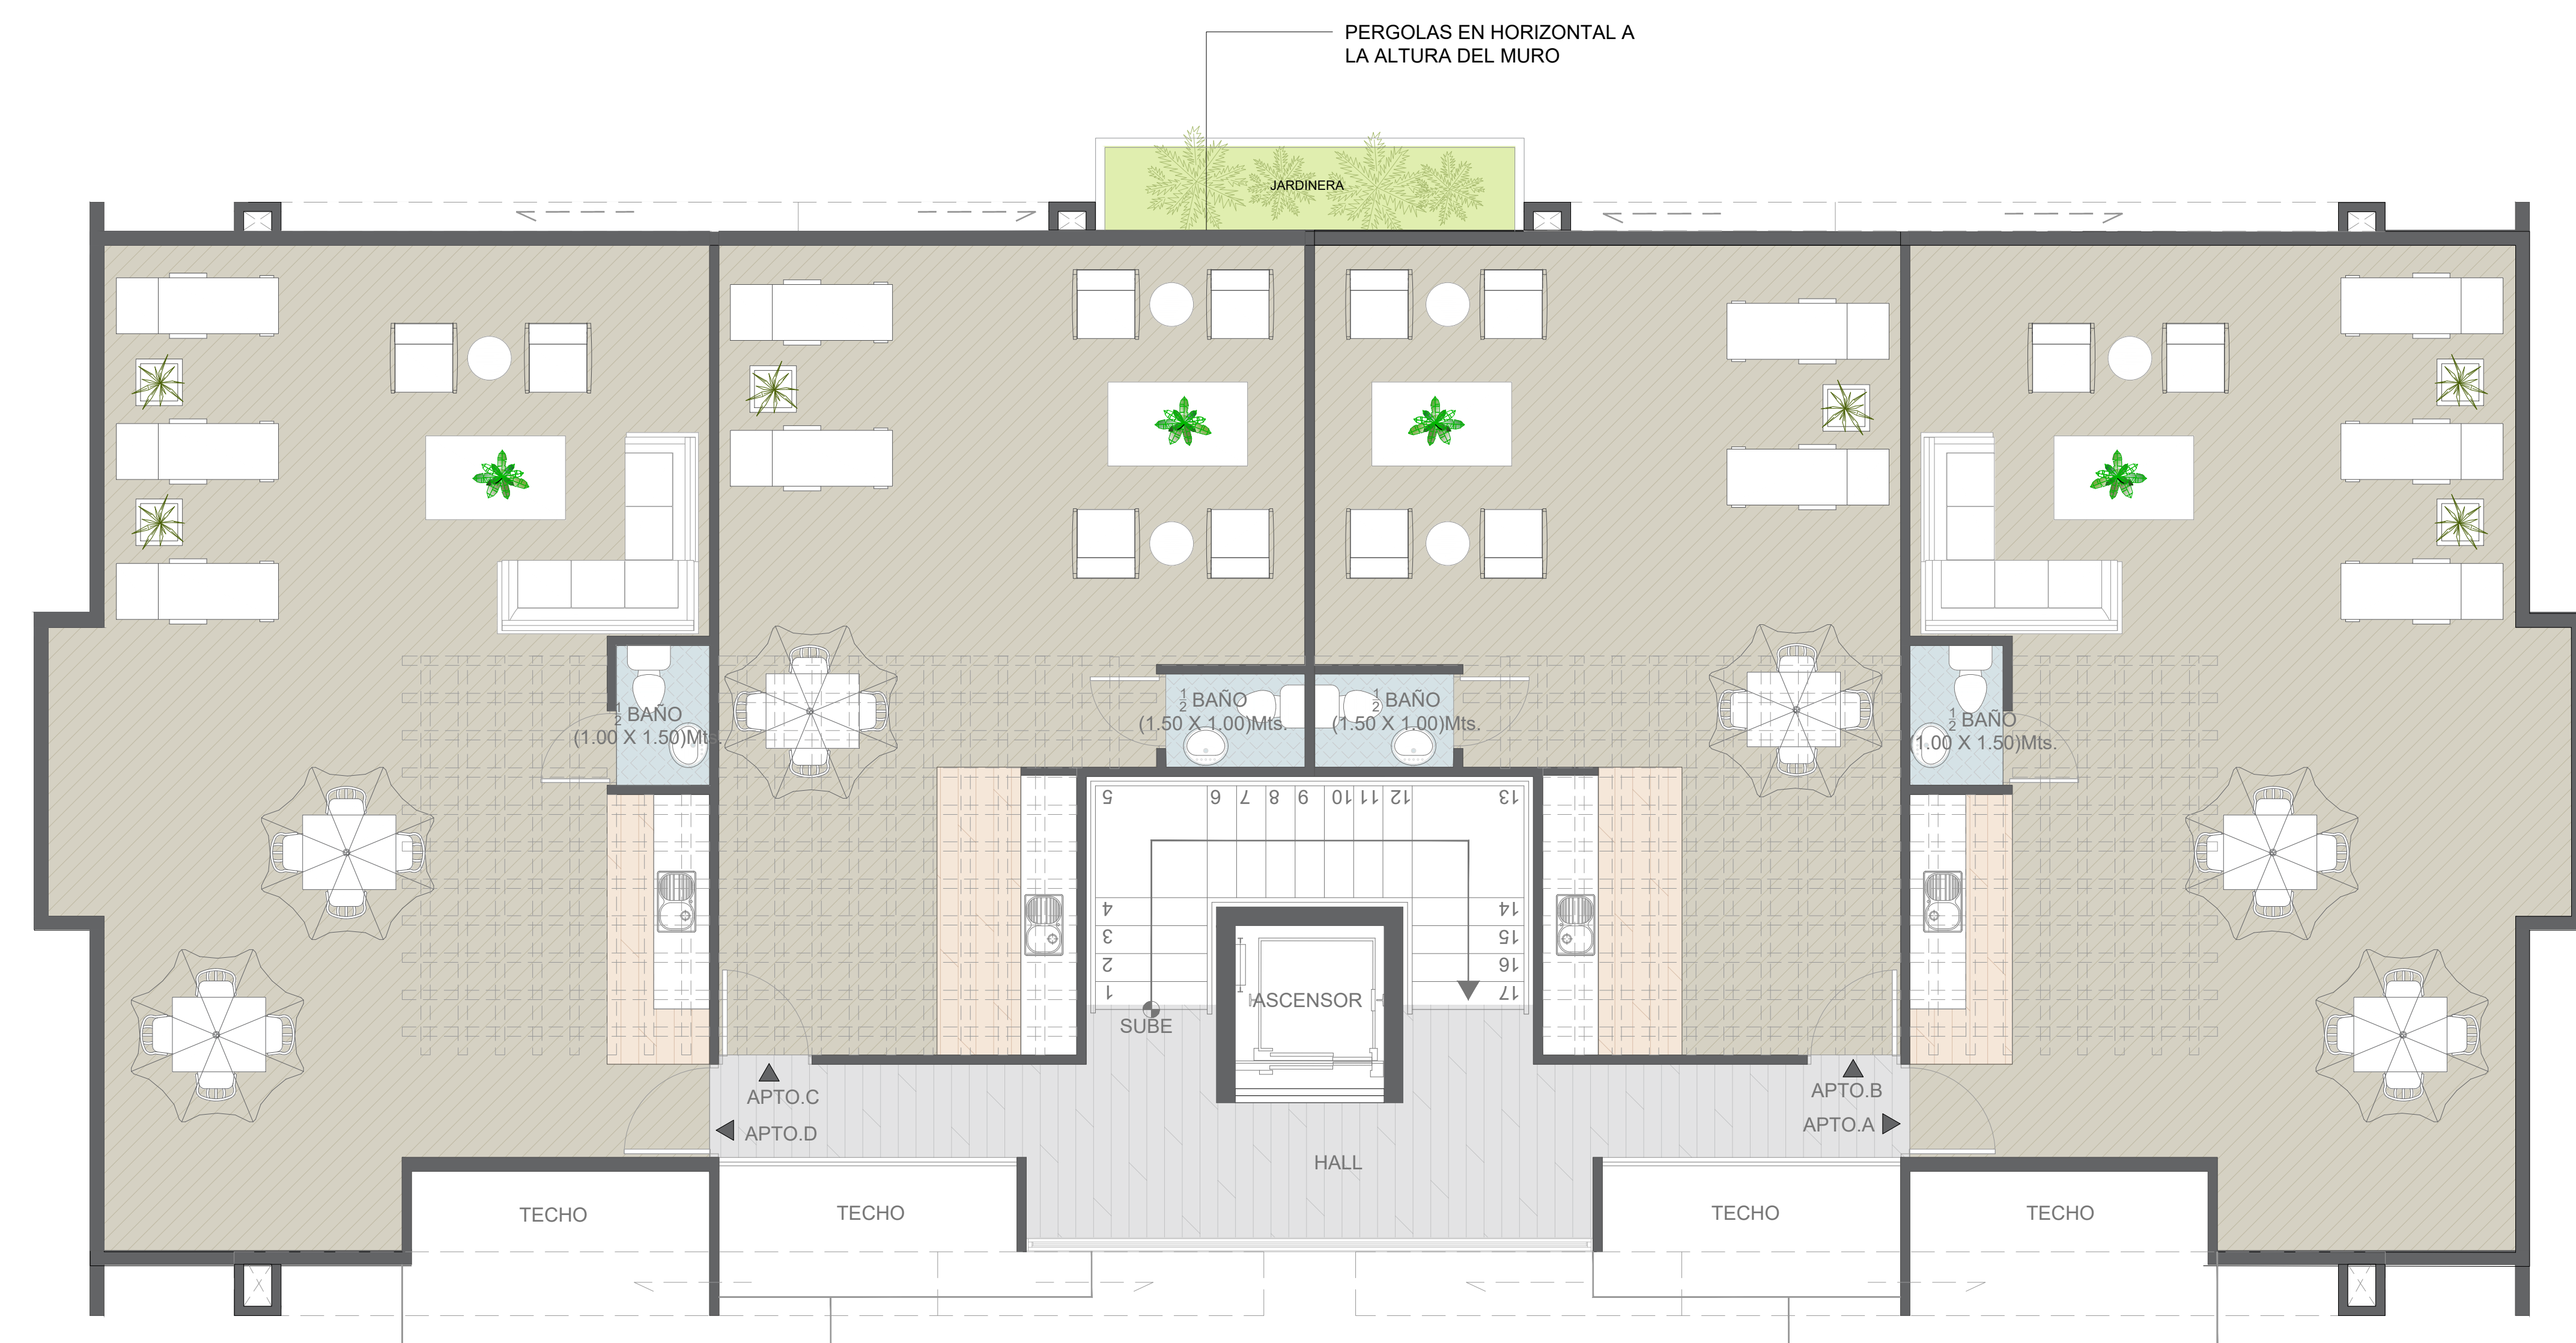 PERGOLAS EN HORIZONTAL A
LA ALTURA DEL MURO
JARDINERA
1/2 BAÑO
(1.00 X 1.50)Mts.
1/2 BAÑO
(1.50 X 1.00)Mts.
1/2 BAÑO
(1.50 X 1.00)Mts.
1/2 BAÑO
(1.00 X 1.50)Mts.
5 6 7 8 9 10 11 12 13
4 14
3 15
2 16
1 17
ASCENSOR
SUBE
APTO.C
APTO.D
APTO.B
APTO.A
HALL
TECHO
TECHO
TECHO
TECHO